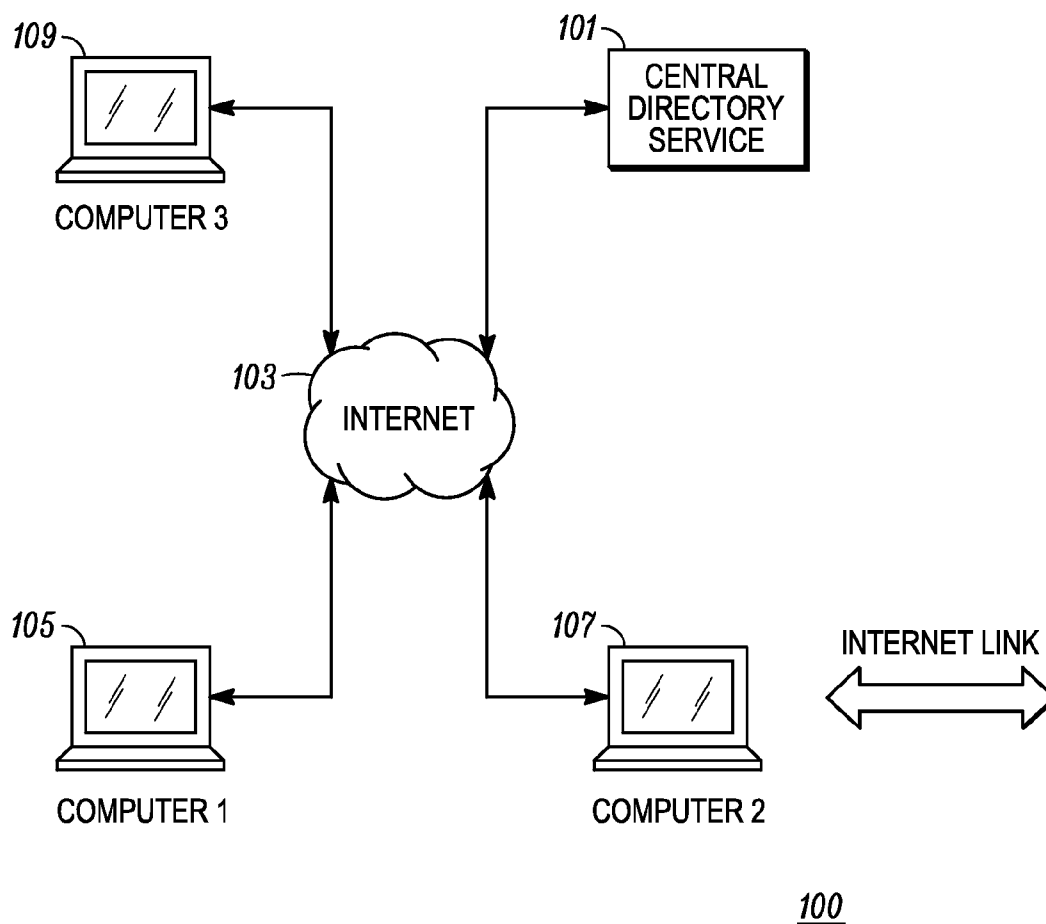 109
COMPUTER 3
101
CENTRAL
DIRECTORY
SERVICE
103
INTERNET
105
COMPUTER 1
107
COMPUTER 2
INTERNET LINK
100